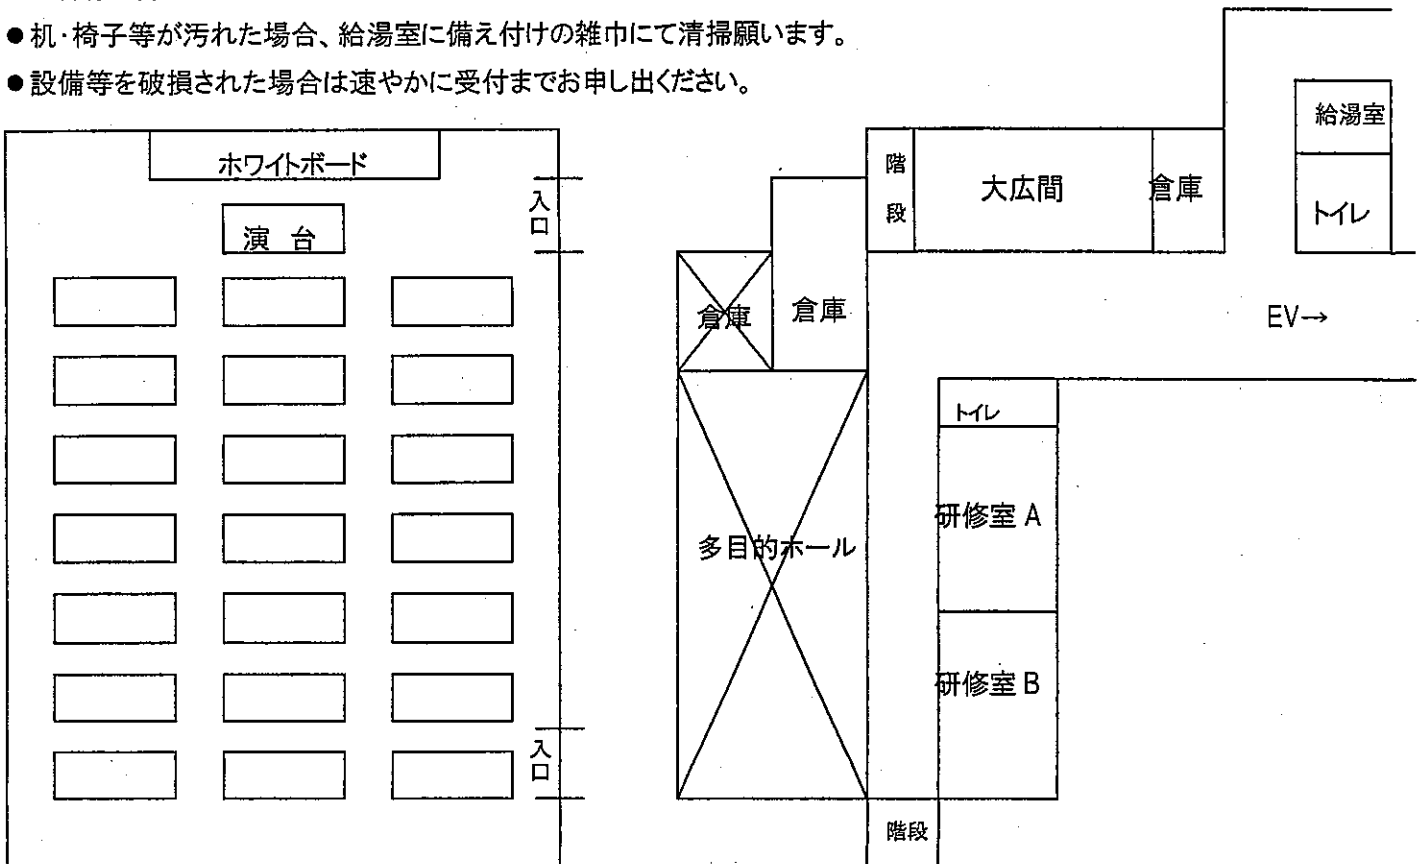 ●机・椅子等が汚れた場合、給湯室に備え付けの雑巾にて清掃願います。
●設備等を破損された場合は速やかに受付までお申し出ください。
ホワイトボード
演 台
入口
入口
階段
大広間
倉庫
給湯室
トイレ
倉庫
倉庫
EV→
トイレ
研修室 A
多目的ホール
研修室 B
階段